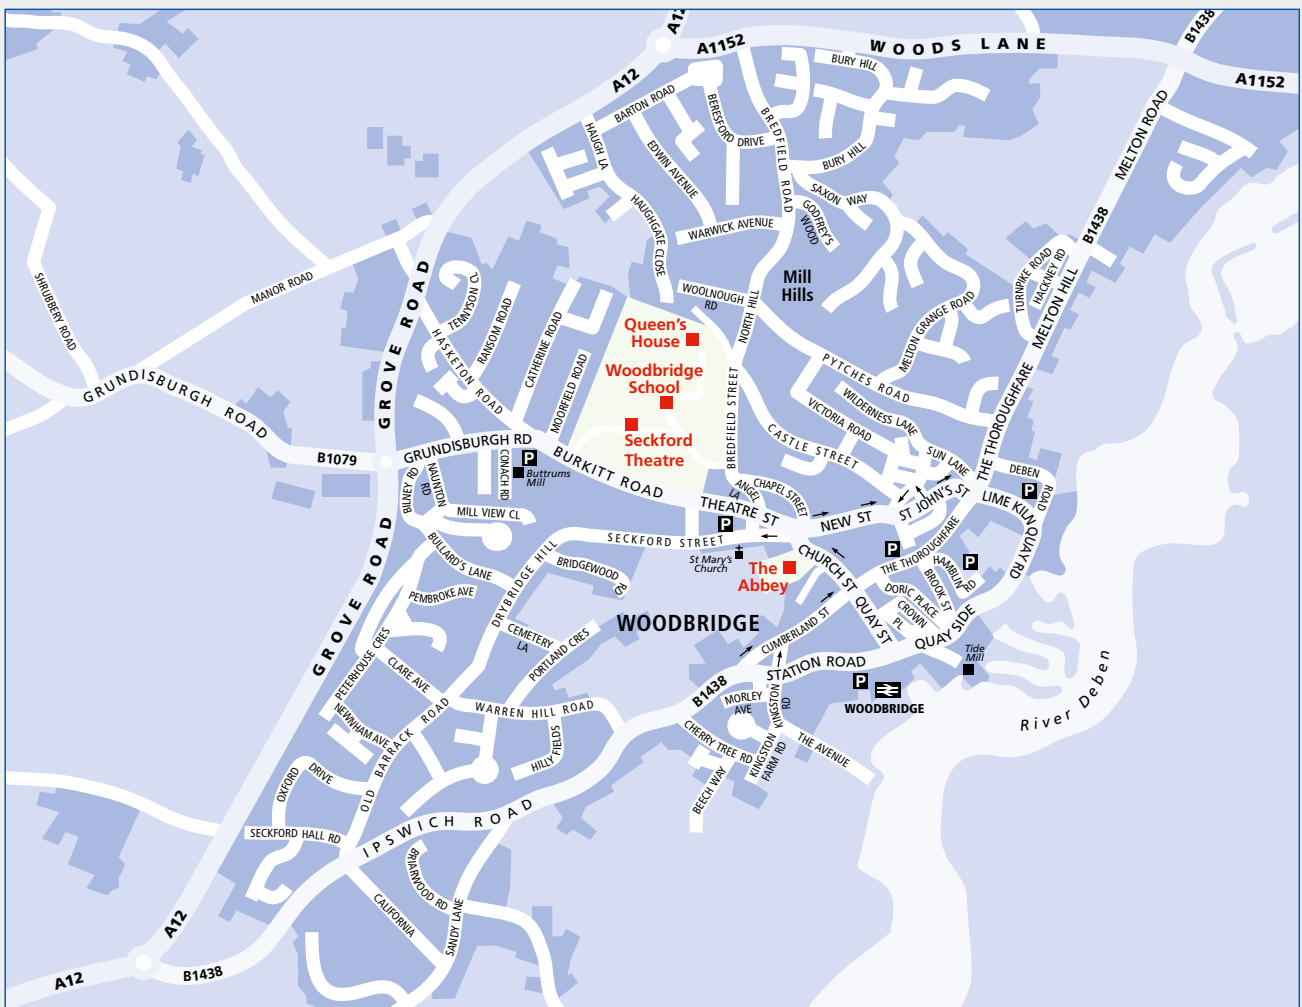 A12
A1152
WOODS LANE
B1438
A1152
A12
BURY HILL
BARTON ROAD
BERESFORD DRIVE
BREDFIELD ROAD
HAUGH LA
EDWIN AVENUE
BURY HILL
MELTON ROAD
SAXON WAY
GODFREY'S
WOOD
HAUGHGATE CLOSE
WARWICK AVENUE
B1438
Mill
Hills
TURNPIKE ROAD
HACKNEY RD
MELTON HILL
SHRUBBERY ROAD
MANOR ROAD
GROVE ROAD
TENNYSON CL
RANSOM ROAD
HASKETON ROAD
CATHERINE ROAD
MOORFIELD ROAD
WOOLNOUGH
RD
NORTH HILL
Queen's
House
Woodbridge
School
Seckford
Theatre
MELTON GRANGE ROAD
PYTCHES ROAD
WILDERNESS LANE
VICTORIA ROAD
CASTLE STREET
BREDFIELD STREET
THE THOROUGHFARE
SUN LANE
GRUNDISBURGH ROAD
B1079
GRUNDISBURGH RD
P
Buttrums
Mill
CONACH RD
BURKITT ROAD
BILNEY RD
NAUNTON
RD
MILL VIEW CL
ANGEL
LA
CHAPEL STREET
THEATRE ST
P
NEW ST
ST JOHN'S ST
DEBEN
ROAD
P
LIME KILN QUAY RD
SECKFORD STREET
St Mary's
Church
The
Abbey
CHURCH ST
P
THE THOROUGHFARE
P
HAMBLIN
RD
BROOK ST
DORIC PLACE
CROWN
PL
QUAY ST
QUAY SIDE
GROVE ROAD
BULLARD'S LANE
PEMBROKE AVE
DRYBRIDGE HILL
BRIDGEWOOD
RD
WOODBRIDGE
CUMBERLAND ST
STATION ROAD
Tide
Mill
P
WOODBRIDGE
River Deben
CEMETERY
LA
PORTLAND CRES
PETERHOUSE CRES
CLARE AVE
NEWNHAM AVE
OLD BARRACK ROAD
WARREN HILL ROAD
HILLY FIELDS
B1438
MORLEY
AVE
KINGSTON
RD
CHERRY TREE RD
KINGSTON
FARM RD
THE AVENUE
BEECH WAY
OXFORD DRIVE
SECKFORD HALL RD
IPSWICH ROAD
BRIARWOOD RD
CALIFORNIA
SANDY LANE
A12
A12
B1438